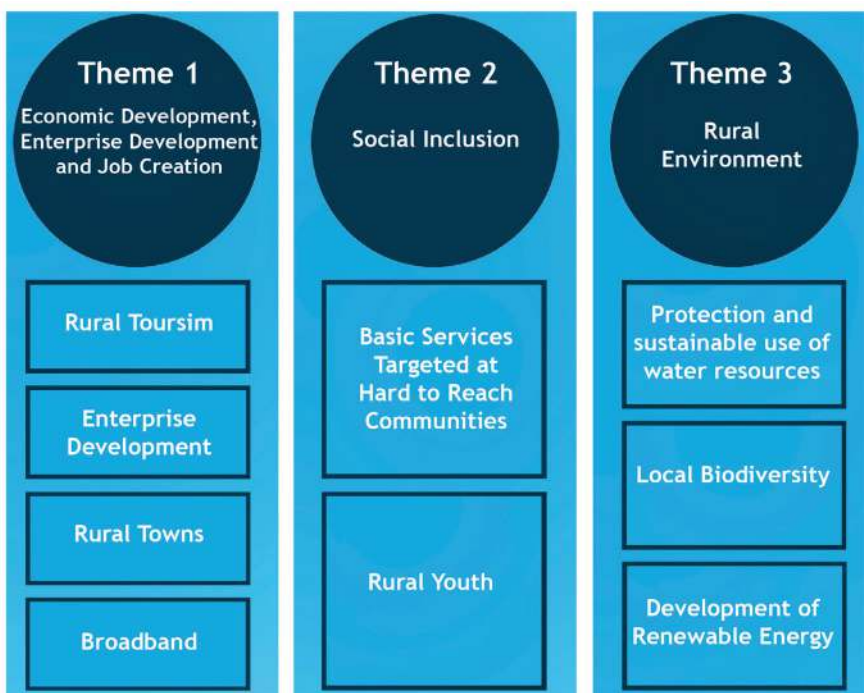 Theme 1
Economic Development,
Enterprise Development
and Job Creation
Rural Toursim
Enterprise
Development
Rural Towns
Broadband
Theme 2
Social Inclusion
Basic Services
Targeted at
Hard to Reach
Communities
Rural Youth
Theme 3
Rural
Environment
Protection and
sustainable use of
water resources
Local Biodiversity
Development of
Renewable Energy